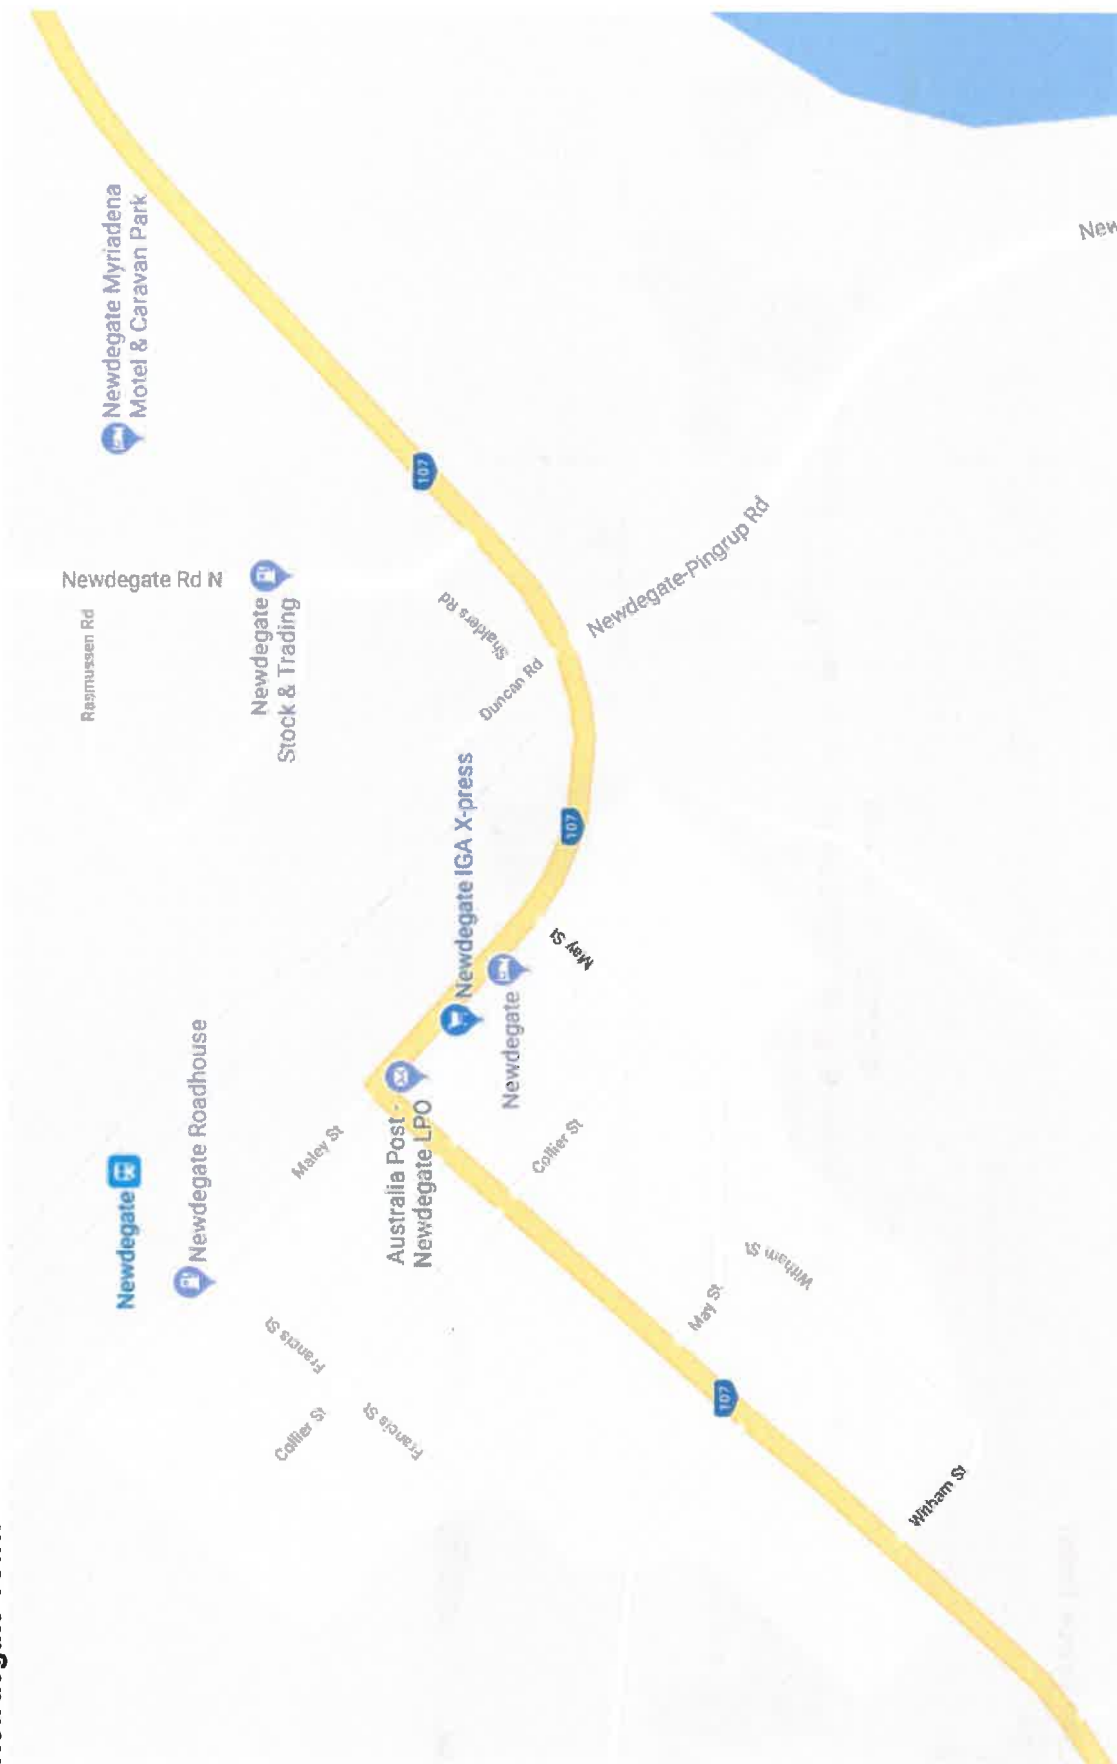 Newdegate Myriadena
Motel & Caravan Park
New
107
Newdegate Rd N
Rasmussen Rd
Newdegate
Stock & Trading
Shaklers Rd
Duncan Rd
Newdegate-Pingrup Rd
Newdegate IGA X-press
107
May St
Newdegate
Newdegate Roadhouse
Newdegate
Maley St
Australia Post -
Newdegate LPO
Collier St
Witham St
May St
Francis St
Collier St
Francis St
107
Witham St